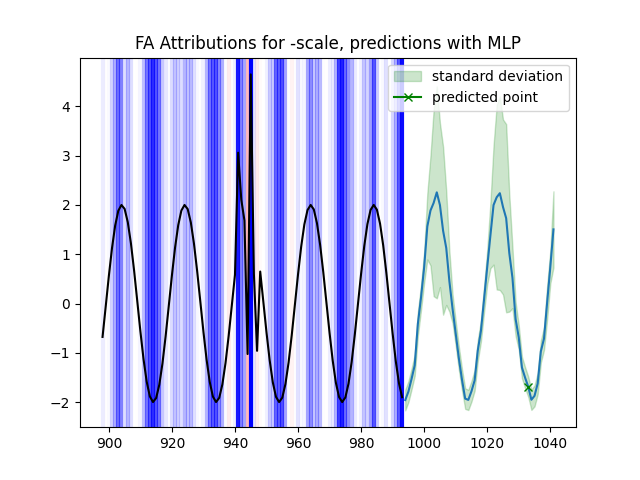 FA Attributions for -scale, predictions with MLP
standard deviation
predicted point
4
3
2
1
0
−1
−2
900 920 940 960 980 1000 1020 1040